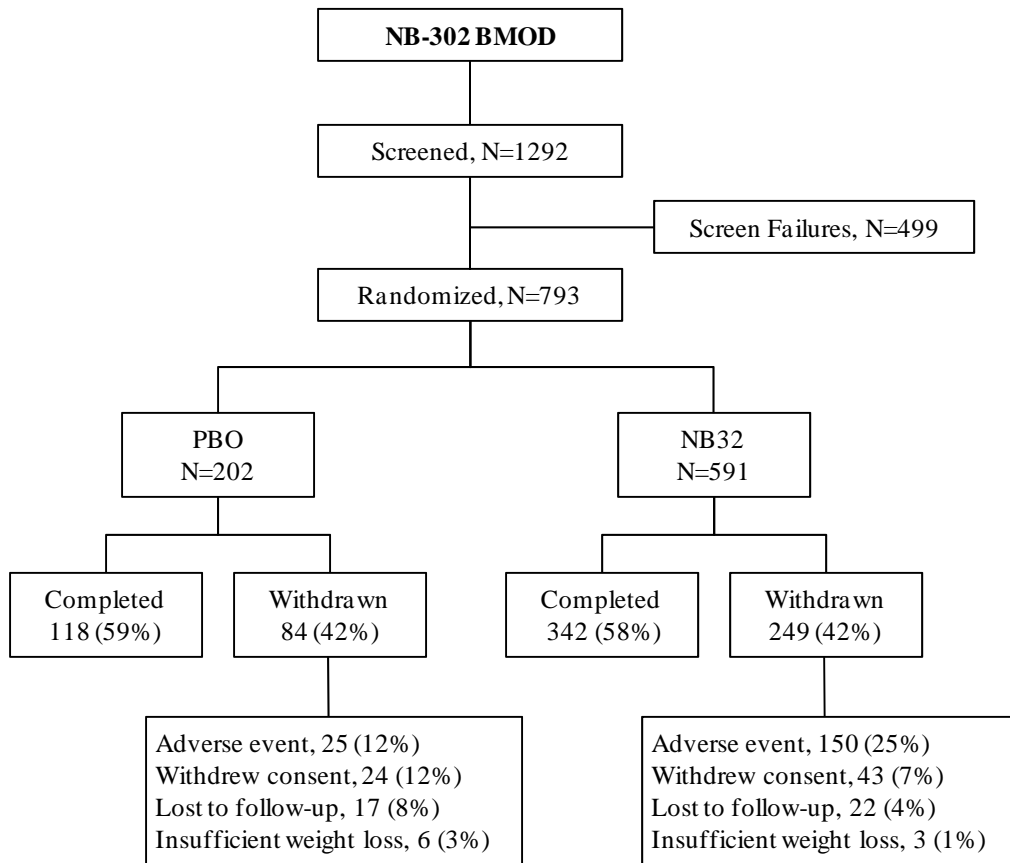 NB-302 BMOD
Screened, N=1292
Screen Failures, N=499
Randomized, N=793
PBO
N=202
NB32
N=591
Completed
118 (59%)
Withdrawn
84 (42%)
Completed
342 (58%)
Withdrawn
249 (42%)
Adverse event, 25 (12%)
Withdrew consent, 24 (12%)
Lost to follow-up, 17 (8%)
Insufficient weight loss, 6 (3%)
Adverse event, 150 (25%)
Withdrew consent, 43 (7%)
Lost to follow-up, 22 (4%)
Insufficient weight loss, 3 (1%)